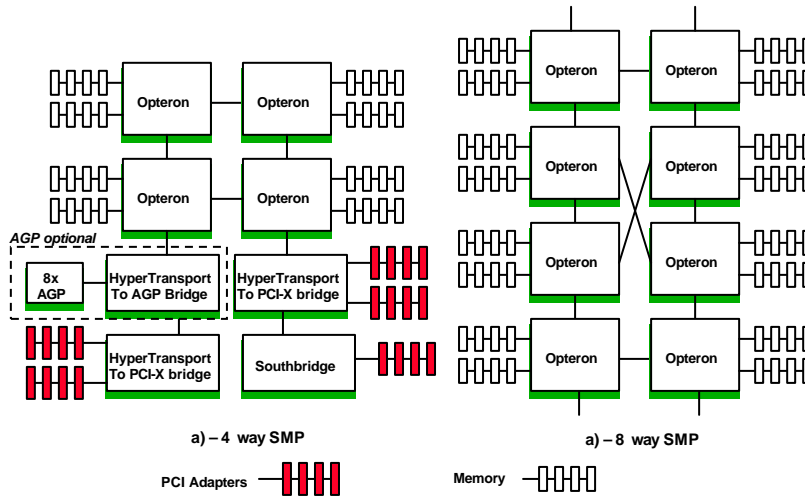 Opteron
Opteron
Opteron
Opteron
AGP optional
8x
AGP
HyperTransport
To AGP Bridge
HyperTransport
To PCI-X bridge
HyperTransport
To PCI-X bridge
Southbridge
a) – 4 way SMP
Opteron
Opteron
Opteron
Opteron
Opteron
Opteron
Opteron
Opteron
a) – 8 way SMP
PCI Adapters
Memory